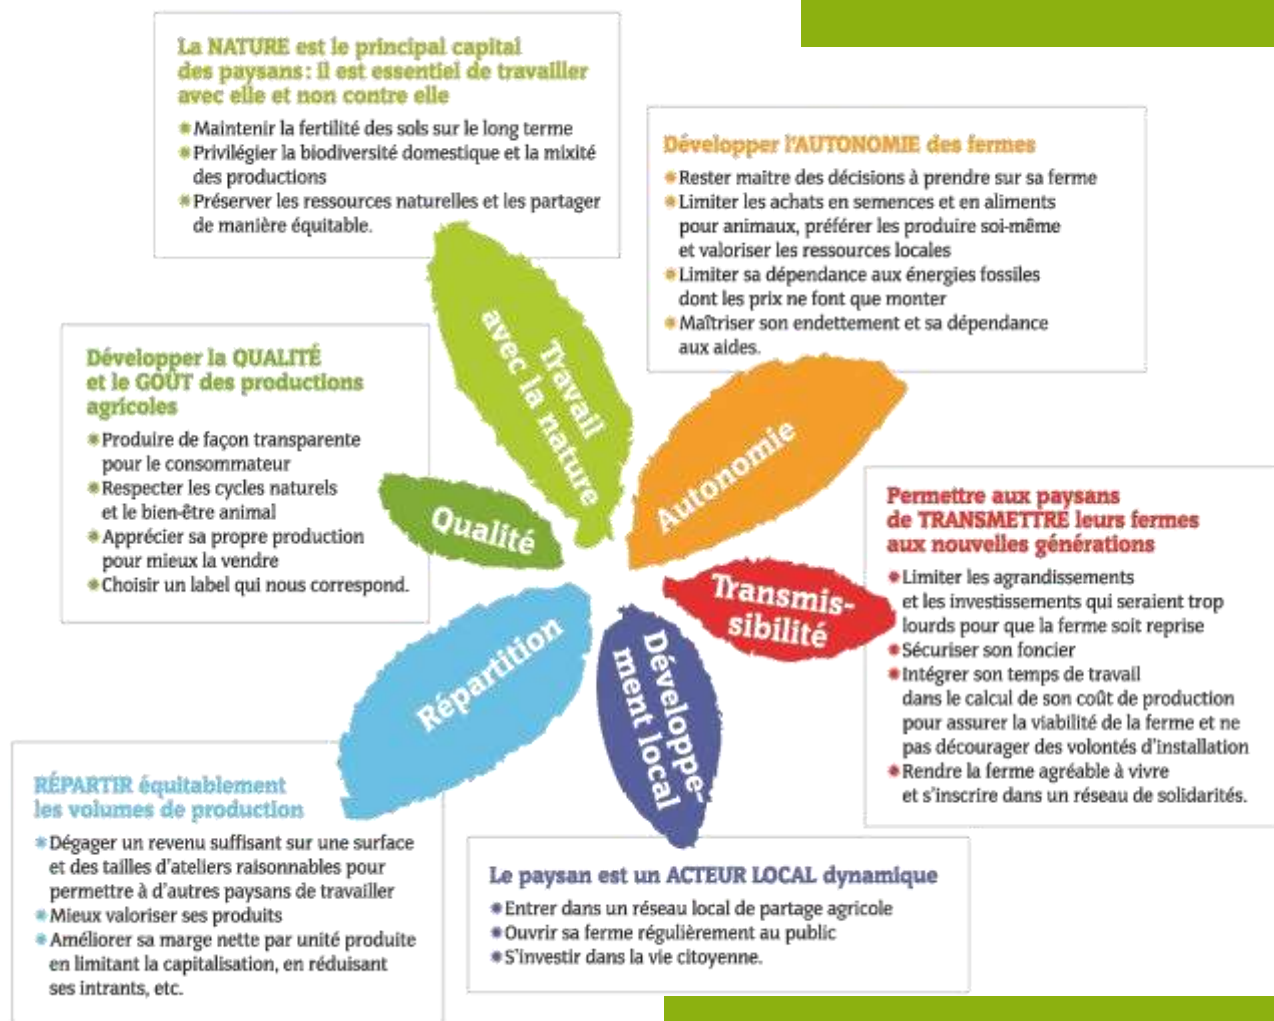 La NATURE est le principal capital
des paysans : il est essentiel de travailler
avec elle et non contre elle
Maintenir la fertilité des sols sur le long terme
Privilégier la biodiversité domestique et la mixité
des productions
Préserver les ressources naturelles et les partager
de manière équitable.
Développer l'AUTONOMIE des fermes
Rester maitre des décisions à prendre sur sa ferme
Limiter les achats en semences et en aliments
pour animaux, préférer les produire soi-même
et valoriser les ressources locales
Limiter sa dépendance aux énergies fossiles
dont les prix ne font que monter
Maîtriser son endettement et sa dépendance
aux aides.
Développer la QUALITÉ
et le GOÛT des productions
agricoles
Produire de façon transparente
pour le consommateur
Respecter les cycles naturels
et le bien-être animal
Apprécier sa propre production
pour mieux la vendre
Choisir un label qui nous correspond.
Travail
avec la nature
Autonomie
Qualité
Transmis-
sibilité
Répartition
Développe-
ment local
Permettre aux paysans
de TRANSMETTRE leurs fermes
aux nouvelles générations
Limiter les agrandissements
et les investissements qui seraient trop
lourds pour que la ferme soit reprise
Sécuriser son foncier
Intégrer son temps de travail
dans le calcul de son coût de production
pour assurer la viabilité de la ferme et ne
pas décourager des volontés d'installation
Rendre la ferme agréable à vivre
et s'inscrire dans un réseau de solidarités.
RÉPARTIR équitablement
les volumes de production
Dégager un revenu suffisant sur une surface
et des tailles d'ateliers raisonnables pour
permettre à d'autres paysans de travailler
Mieux valoriser ses produits
Améliorer sa marge nette par unité produite
en limitant la capitalisation, en réduisant
ses intrants, etc.
Le paysan est un ACTEUR LOCAL dynamique
Entrer dans un réseau local de partage agricole
Ouvrir sa ferme régulièrement au public
S'investir dans la vie citoyenne.